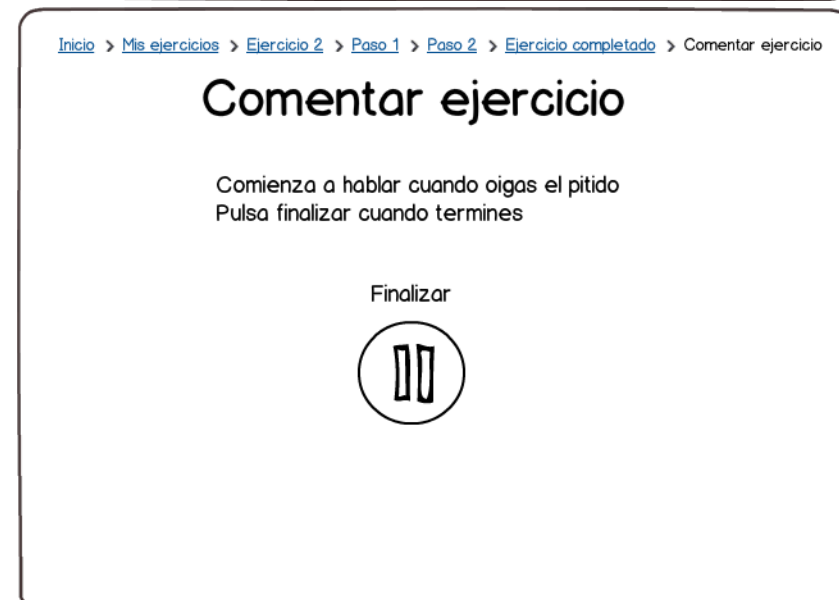 Inicio > Mis ejercicios > Ejercicio 2 > Paso 1 > Paso 2 > Ejercicio completado > Comentar ejercicio
Comentar ejercicio
Comienza a hablar cuando oigas el pitido
Pulsa finalizar cuando termines
Finalizar